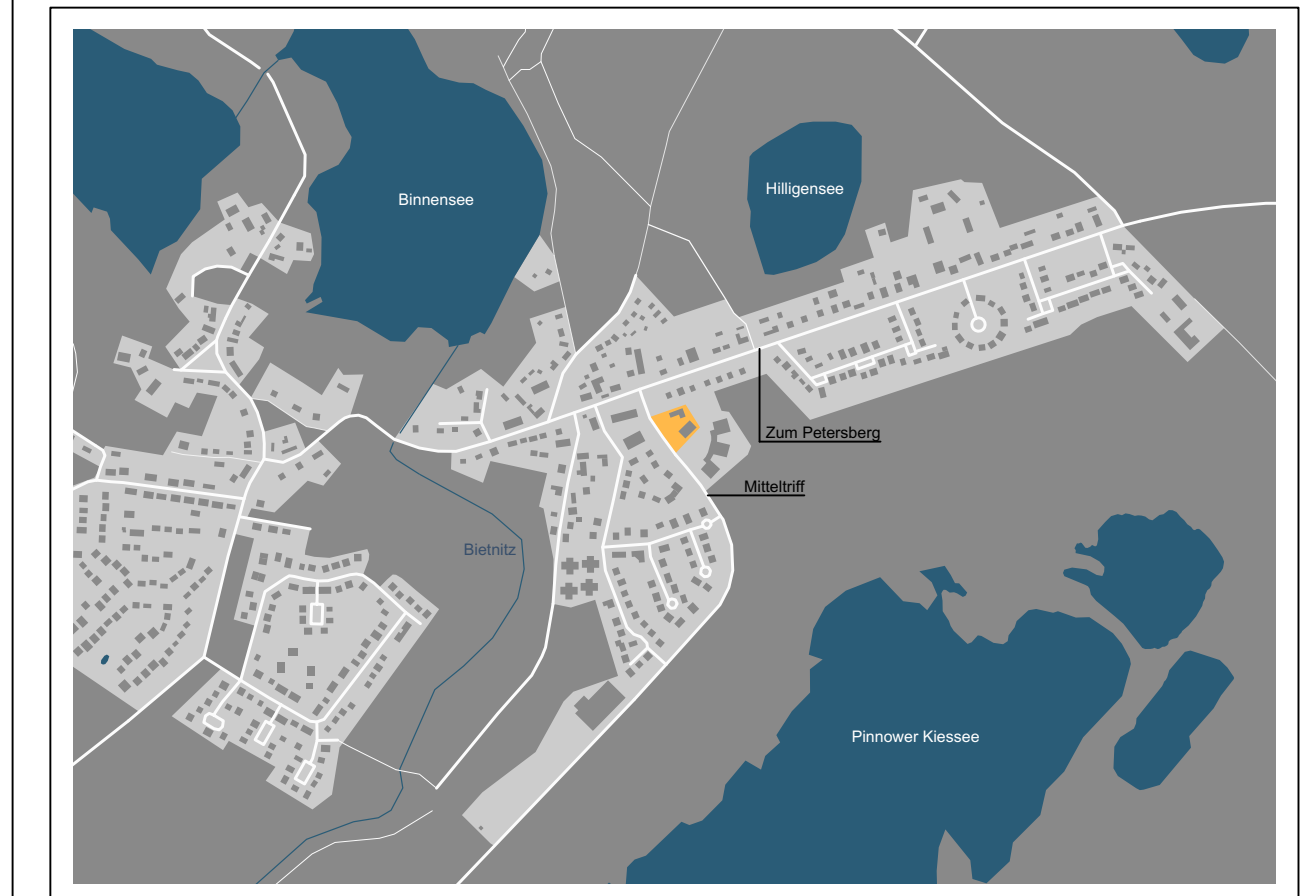 Hilligensee
Binnensee
Zum Petersberg
Mitteltriff
Bietnitz
Pinnower Kiessee